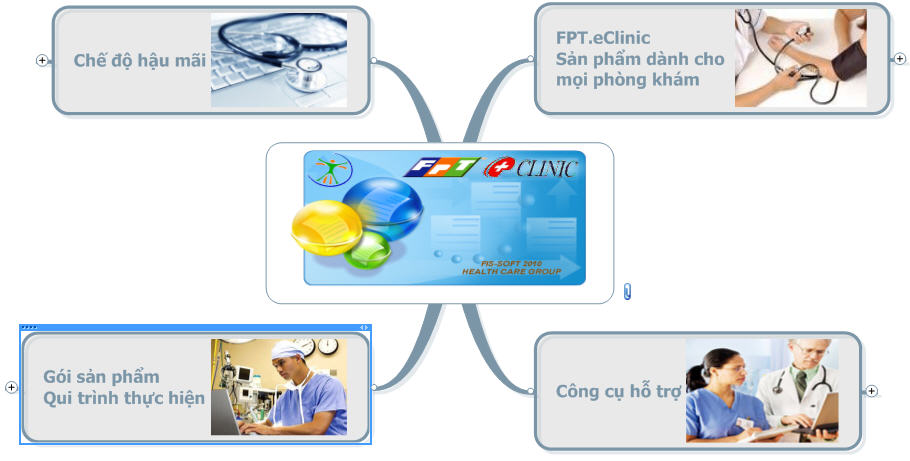 Chế độ hậu mãi
FPT.eClinic
Sản phẩm dành cho
mọi phòng khám
FPT CLINIC
FIS-SOFT 2010
HEALTH CARE GROUP
Gói sản phẩm
Qui trình thực hiện
Công cụ hỗ trợ